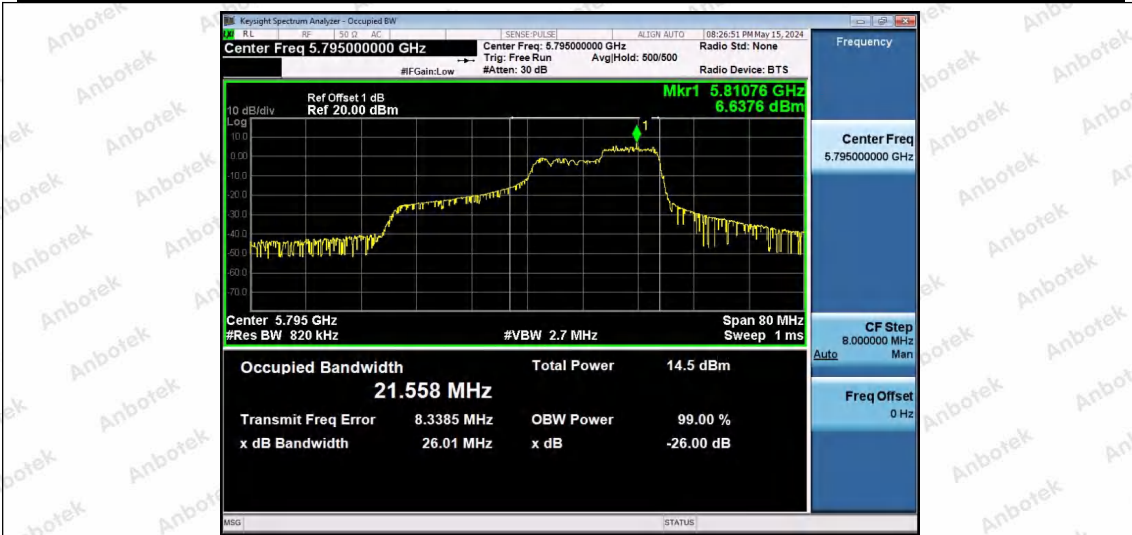 Keysight Spectrum Analyzer - Occupied BW
RL RF 50 Ω AC SENSE:PULSE ALIGN AUTO 08:26:51 PM May 15, 2024
Center Freq 5.795000000 GHz
Center Freq: 5.795000000 GHz
Radio Std: None
Trig: Free Run Avg|Hold: 500/500
#IFGain:Low
#Atten: 30 dB
Radio Device: BTS
Frequency
Mkr1 5.81076 GHz
6.6376 dBm
Ref Offset 1 dB
10 dB/div Ref 20.00 dBm
Log
10.0
0.00
-10.0
-20.0
-30.0
-40.0
-50.0
-60.0
-70.0
1
Center 5.795 GHz Span 80 MHz
#Res BW 820 kHz #VBW 2.7 MHz Sweep 1 ms
Occupied Bandwidth Total Power 14.5 dBm
21.558 MHz
Transmit Freq Error 8.3385 MHz OBW Power 99.00 %
x dB Bandwidth 26.01 MHz x dB -26.00 dB
Center Freq
5.795000000 GHz
CF Step
8.000000 MHz
Auto Man
Freq Offset
0 Hz
MSG STATUS
Anbotek